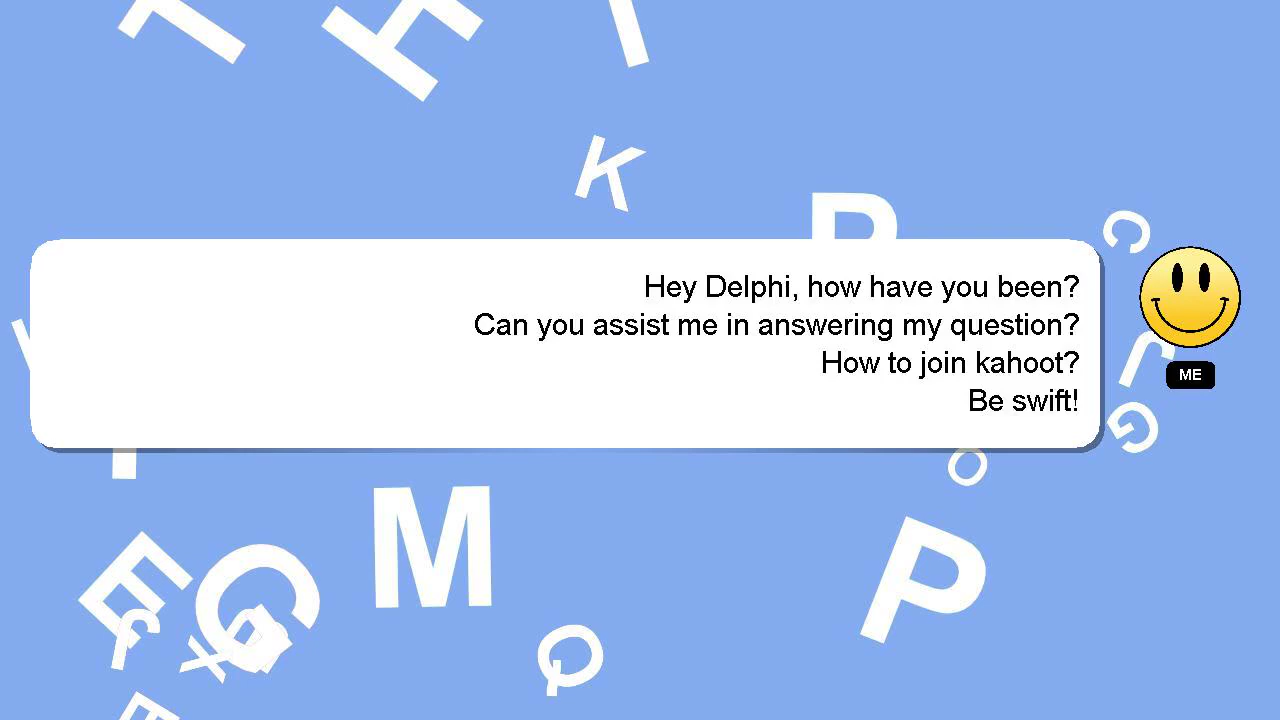 Hey Delphi, how have you been?
Can you assist me in answering my question?
How to join kahoot?
Be swift!
ME